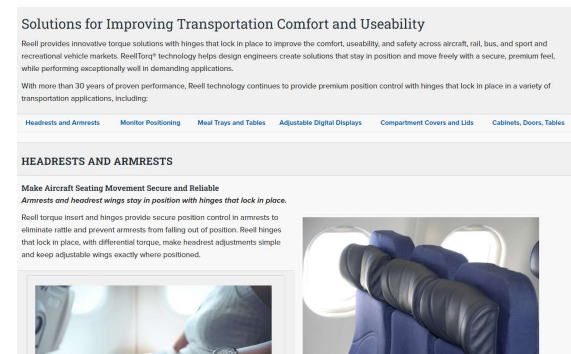 Solutions for Improving Transportation Comfort and Useability
Reell provides innovative torque solutions with hinges that lock in place to improve the comfort, useability, and safety across aircraft, rail, bus, and sport and
recreational vehicle markets. ReellTorq® technology helps design engineers create solutions that stay in position and move freely with a secure, premium feel,
while performing exceptionally well in demanding applications.
With more than 30 years of proven performance, Reell technology continues to provide premium position control with hinges that lock in place in a variety of
transportation applications, including:
Headrests and Armrests Monitor Positioning Meal Trays and Tables Adjustable Digital Displays Compartment Covers and Lids Cabinets, Doors, Tables
HEADRESTS AND ARMRESTS
Make Aircraft Seating Movement Secure and Reliable
Armrests and headrest wings stay in position with hinges that lock in place.
Reell torque insert and hinges provide secure position control in armrests to
eliminate rattle and prevent armrests from falling out of position. Reell hinges
that lock in place, with differential torque, make headrest adjustments simple
and keep adjustable wings exactly where positioned.